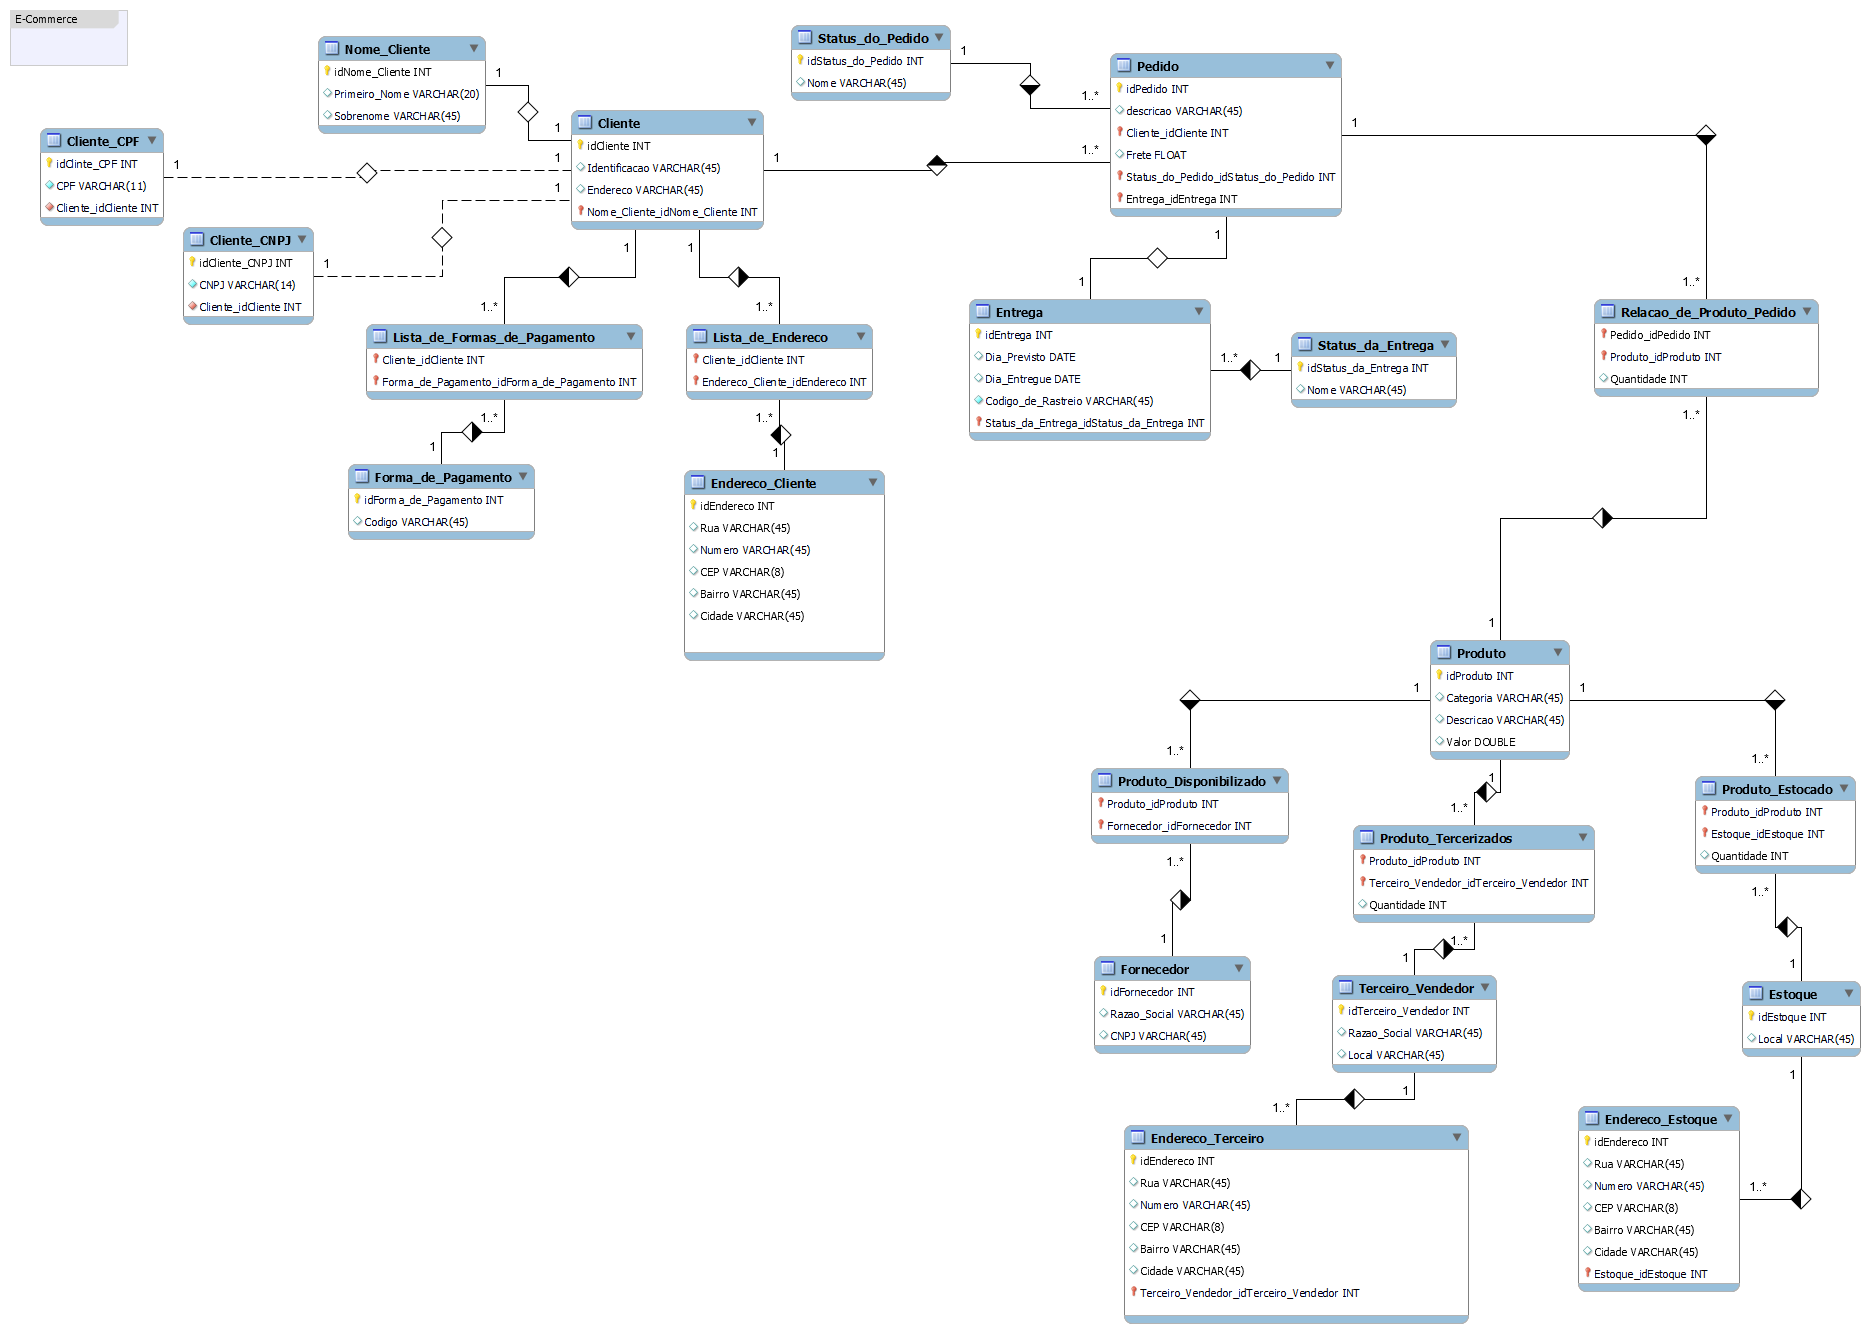 E-Commerce
Nome_Cliente
idNome_Cliente INT
Primeiro_Nome VARCHAR(20)
Sobrenome VARCHAR(45)
1
1
Cliente_CPF
idClinte_CPF INT
CPF VARCHAR(11)
Cliente_idCliente INT
1
1
Cliente_CNPJ
idCliente_CNPJ INT
CNPJ VARCHAR(14)
Cliente_idCliente INT
1
1
Cliente
idCliente INT
Identificacao VARCHAR(45)
Endereco VARCHAR(45)
Nome_Cliente_idNome_Cliente INT
1
1..*
Status_do_Pedido
idStatus_do_Pedido INT
Nome VARCHAR(45)
1
1..*
Pedido
idPedido INT
descricao VARCHAR(45)
Cliente_idCliente INT
Frete FLOAT
Status_do_Pedido_idStatus_do_Pedido INT
Entrega_idEntrega INT
1
1..*
1
1
1
1..*
1
1..*
Lista_de_Formas_de_Pagamento
Cliente_idCliente INT
Forma_de_Pagamento_idForma_de_Pagamento INT
1..*
1
Lista_de_Endereco
Cliente_idCliente INT
Endereco_Cliente_idEndereco INT
1..*
1
Forma_de_Pagamento
idForma_de_Pagamento INT
Codigo VARCHAR(45)
Endereco_Cliente
idEndereco INT
Rua VARCHAR(45)
Numero VARCHAR(45)
CEP VARCHAR(8)
Bairro VARCHAR(45)
Cidade VARCHAR(45)
Entrega
idEntrega INT
Dia_Previsto DATE
Dia_Entregue DATE
Codigo_de_Rastreio VARCHAR(45)
Status_da_Entrega_idStatus_da_Entrega INT
1..*
1
Status_da_Entrega
idStatus_da_Entrega INT
Nome VARCHAR(45)
Relacao_de_Produto_Pedido
Pedido_idPedido INT
Produto_idProduto INT
Quantidade INT
1..*
1
Produto
idProduto INT
Categoria VARCHAR(45)
Descricao VARCHAR(45)
Valor DOUBLE
1
1..*
1
1..*
1
1..*
Produto_Disponibilizado
Produto_idProduto INT
Fornecedor_idFornecedor INT
1..*
1
Produto_Tercerizados
Produto_idProduto INT
Terceiro_Vendedor_idTerceiro_Vendedor INT
Quantidade INT
1..*
1
Produto_Estocado
Produto_idProduto INT
Estoque_idEstoque INT
Quantidade INT
1..*
1
Fornecedor
idFornecedor INT
Razao_Social VARCHAR(45)
CNPJ VARCHAR(45)
Terceiro_Vendedor
idTerceiro_Vendedor INT
Razao_Social VARCHAR(45)
Local VARCHAR(45)
1
1..*
Estoque
idEstoque INT
Local VARCHAR(45)
1
1..*
Endereco_Terceiro
idEndereco INT
Rua VARCHAR(45)
Numero VARCHAR(45)
CEP VARCHAR(8)
Bairro VARCHAR(45)
Cidade VARCHAR(45)
Terceiro_Vendedor_idTerceiro_Vendedor INT
Endereco_Estoque
idEndereco INT
Rua VARCHAR(45)
Numero VARCHAR(45)
CEP VARCHAR(8)
Bairro VARCHAR(45)
Cidade VARCHAR(45)
Estoque_idEstoque INT